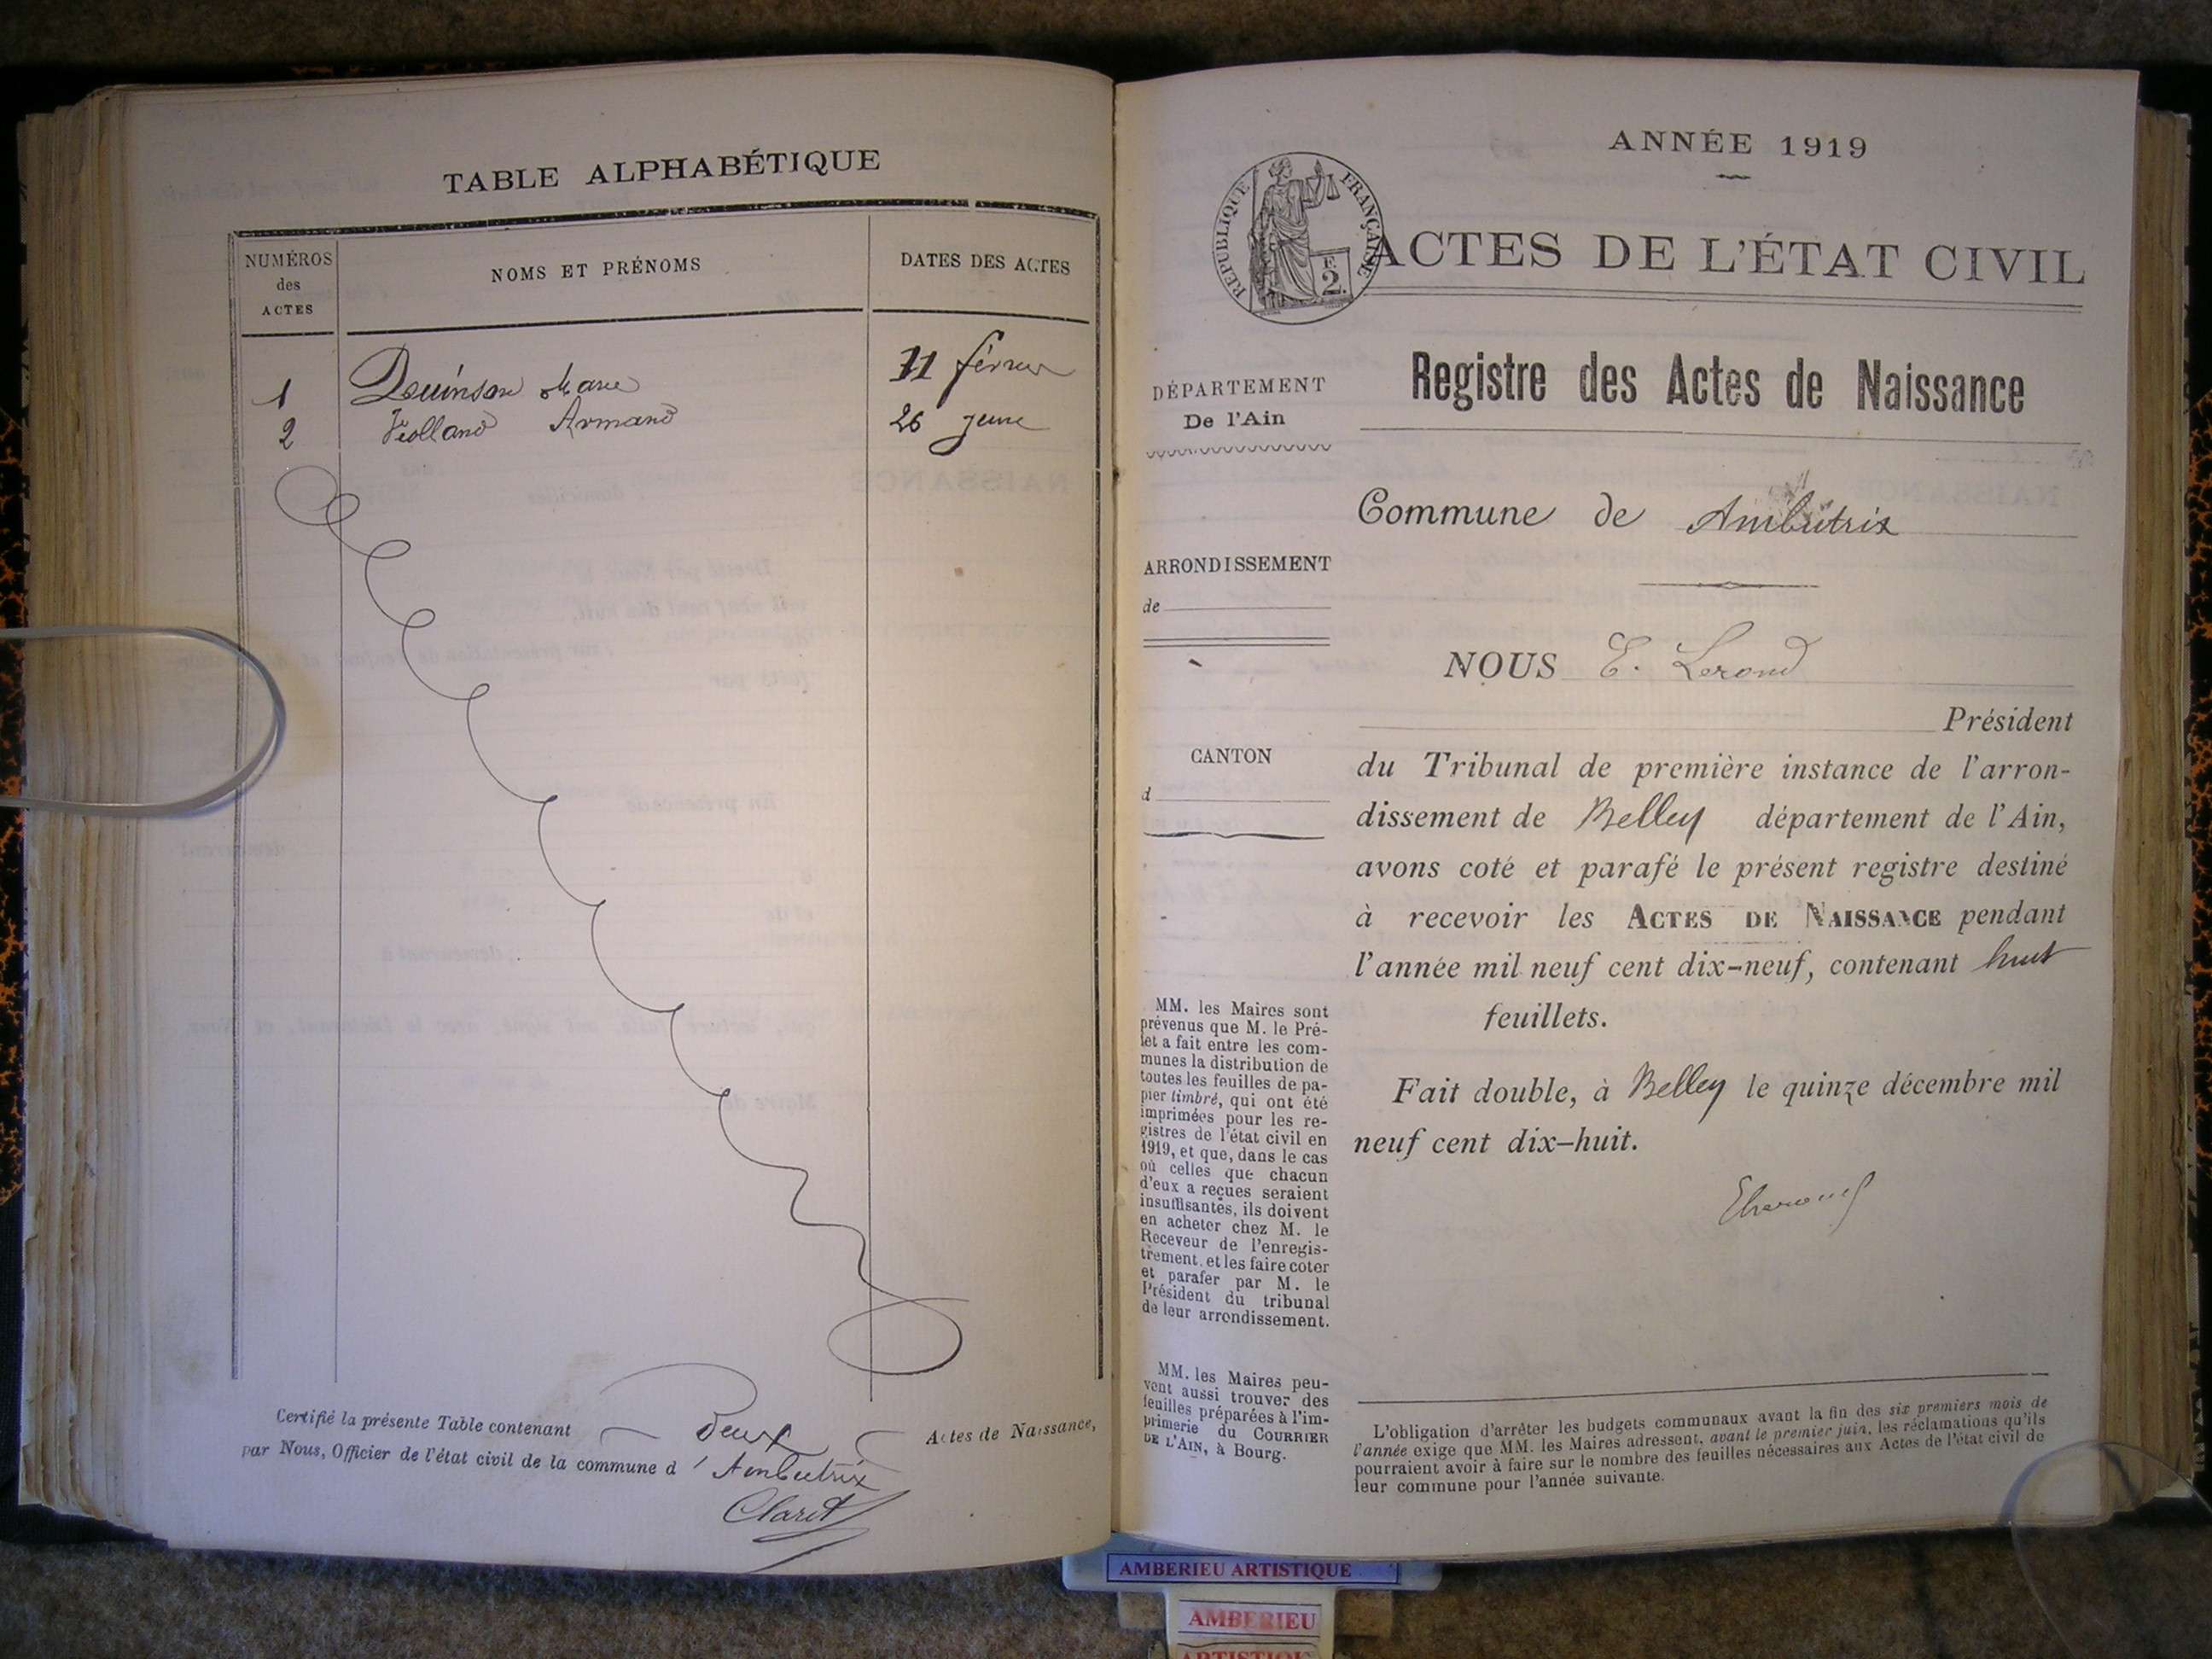 TABLE ALPHABÉTIQUE
NUMÉROS
des
ACTES
NOMS ET PRÉNOMS
DATES DES ACTES
1 Quinson Marie 11 février
2 Violland Armand 26 juin
Certifié la présente Table contenant deux Actes de Naissance,
par Nous, Officier de l'état civil de la commune d'Ambutrix
Claret
ANNÉE 1919
RÉPUBLIQUE FRANÇAISE
2.
ACTES DE L'ÉTAT CIVIL
DÉPARTEMENT
De l'Ain
ARRONDISSEMENT
de
CANTON
d
MM. les Maires sont
prévenus que M. le Pré-
fet a fait entre les com-
munes la distribution de
toutes les feuilles de pa-
pier timbré, qui ont été
imprimées pour les re-
gistres de l'état civil en
1919, et que, dans le cas
où celles que chacun
d'eux a reçues seraient
insuffisantes, ils doivent
en acheter chez M. le
Receveur de l'enregis-
trement, et les faire coter
et parafer par M. le
Président du tribunal
de leur arrondissement.
MM. les Maires peu-
vent aussi trouver des
feuilles préparées à l'im-
primerie du COURRIER
DE L'AIN, à Bourg.
Registre des Actes de Naissance
Commune de Ambutrix
NOUS E.
Président
du Tribunal de première instance de l'arron-
dissement de Belley département de l'Ain,
avons coté et parafé le présent registre destiné
à recevoir les ACTES DE NAISSANCE pendant
l'année mil neuf cent dix-neuf, contenant huit
feuillets.
Fait double, à Belley le quinze décembre mil
neuf cent dix-huit.
L'obligation d'arrêter les budgets communaux avant la fin des six premiers mois de
l'année exige que MM. les Maires adressent, avant le premier juin, les réclamations qu'ils
pourraient avoir à faire sur le nombre des feuilles nécessaires aux Actes de l'état civil de
leur commune pour l'année suivante.
AMBERIEU ARTISTIQUE
AMBERIEU
ARTISTIQUE